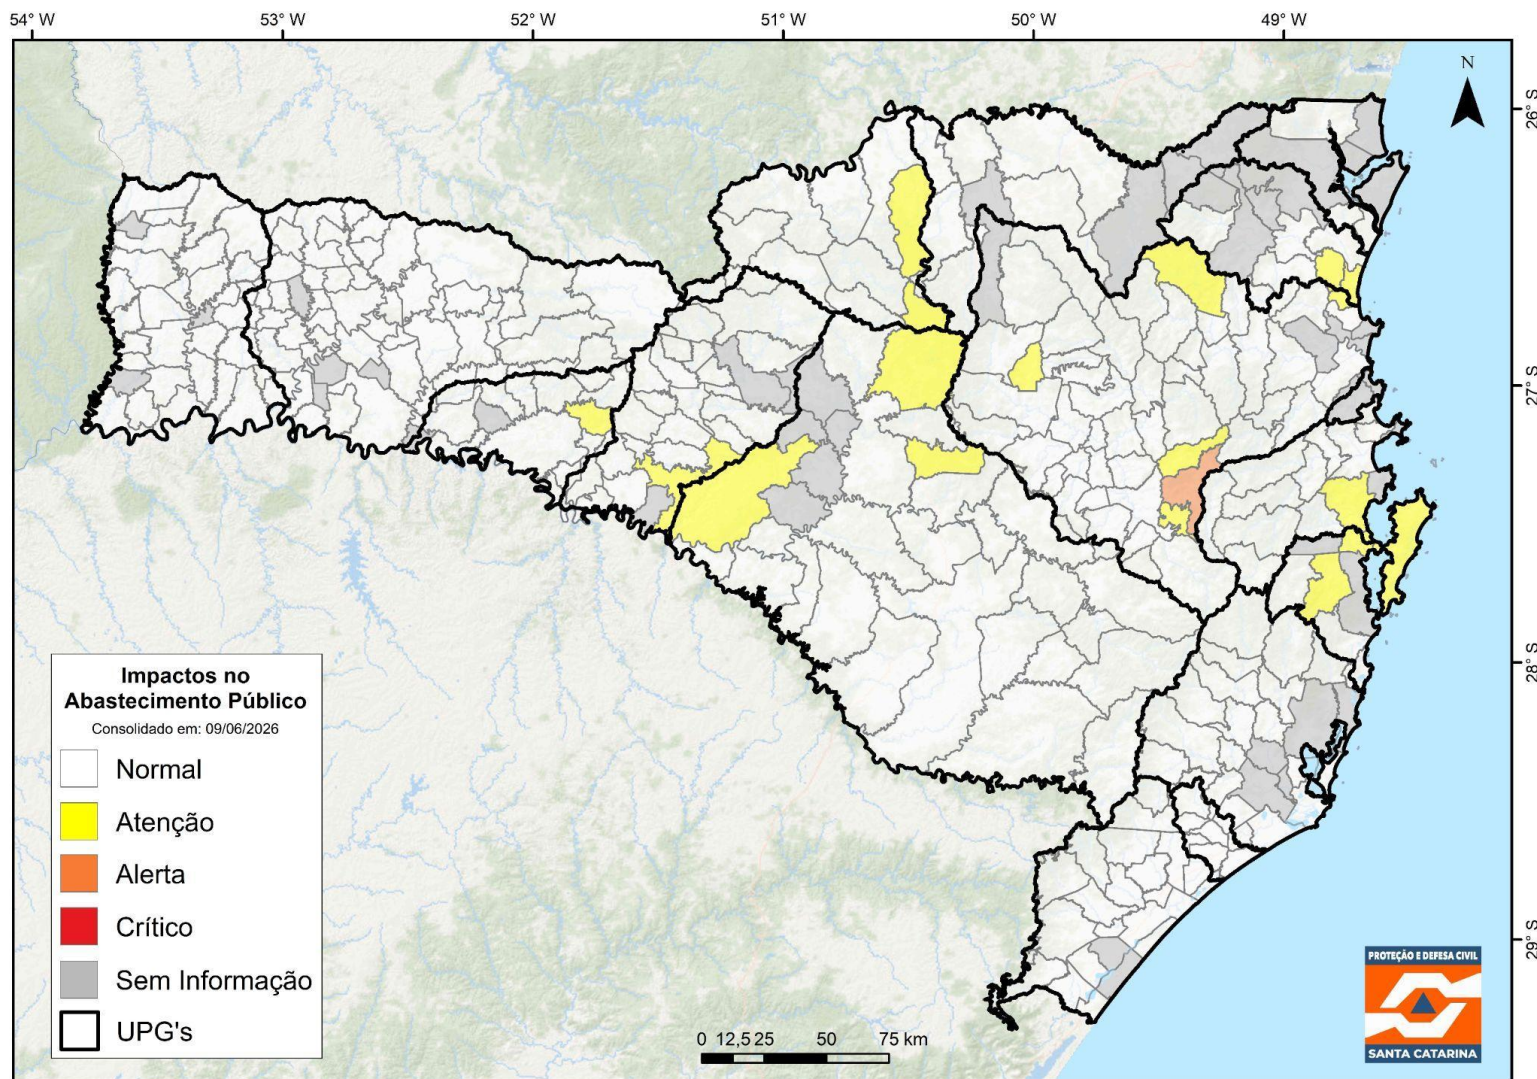 54° W 53° W 52° W 51° W 50° W 49° W
N
26° S
27° S
28° S
29° S
Impactos no
Abastecimento Público
Consolidado em: 09/06/2026
Normal
Atenção
Alerta
Crítico
Sem Informação
UPG's
0 12,5 25 50 75 km
PROTEÇÃO E DEFESA CIVIL
SANTA CATARINA